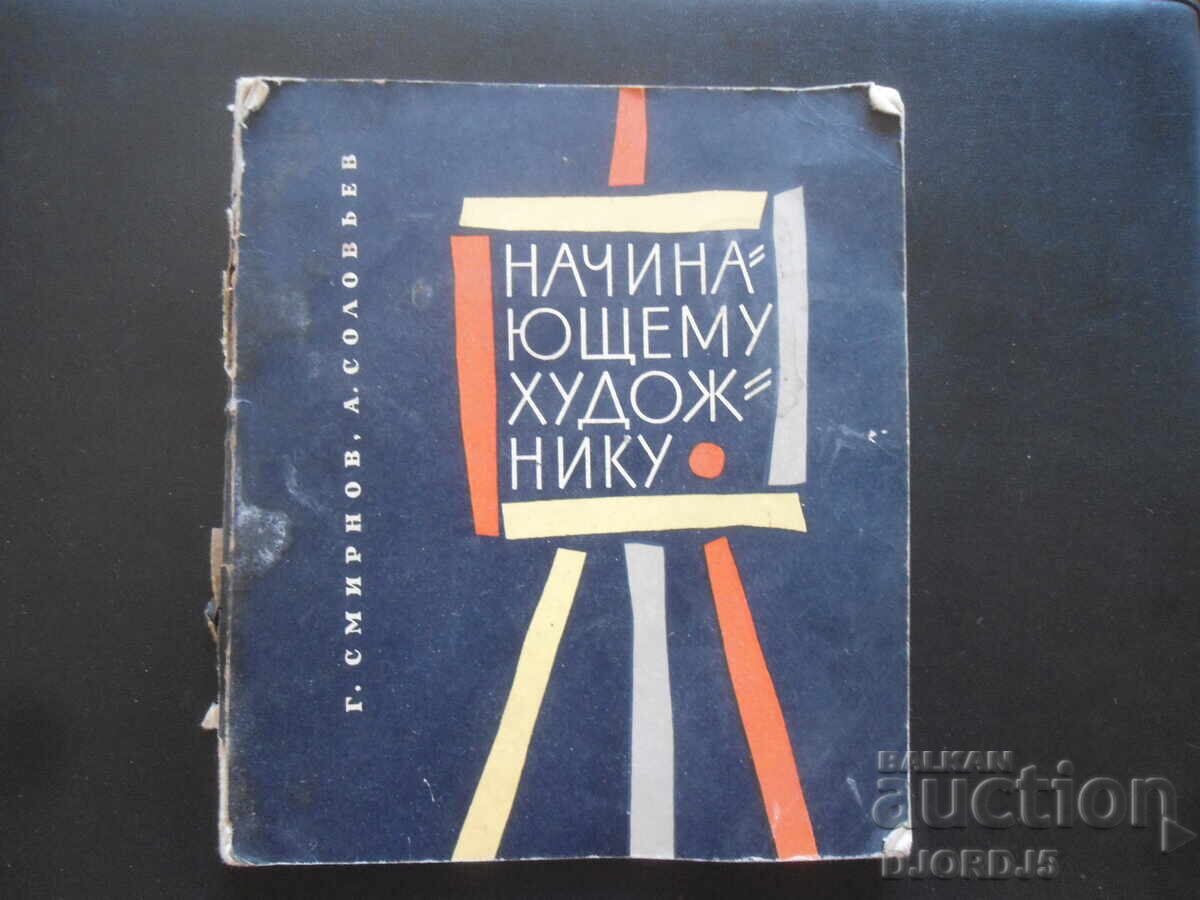 Г. СМИРНОВ, А. СОЛОВЬЕВ
НАЧИНА=
ЮЩЕМУ
ХУДОЖ=
НИКУ
BALKAN
auction
DJORDJ5